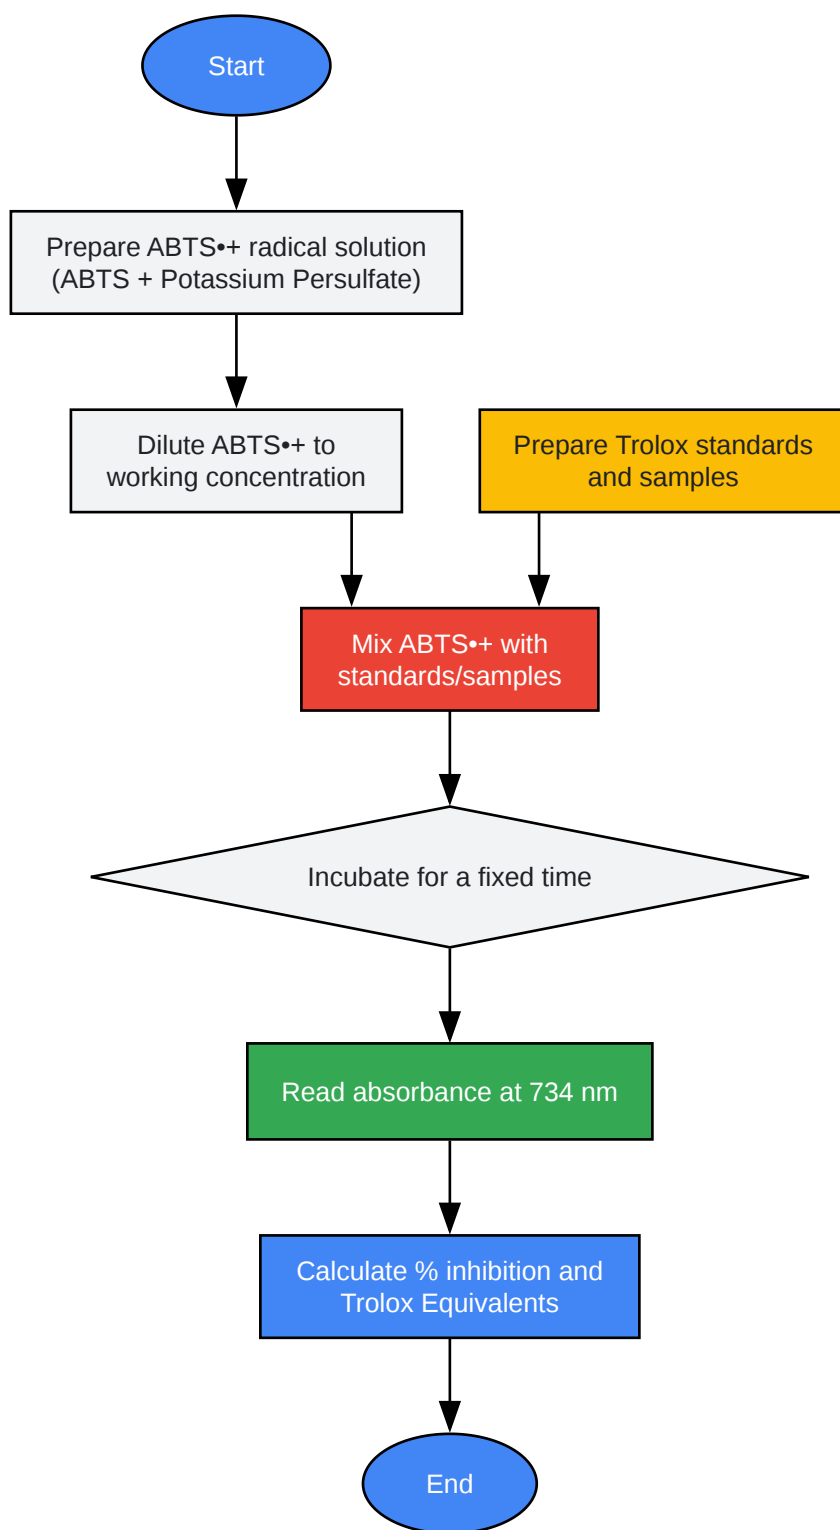 Start
Prepare ABTS•+ radical solution
(ABTS + Potassium Persulfate)
Dilute ABTS•+ to
working concentration
Prepare Trolox standards
and samples
Mix ABTS•+ with
standards/samples
Incubate for a fixed time
Read absorbance at 734 nm
Calculate % inhibition and
Trolox Equivalents
End